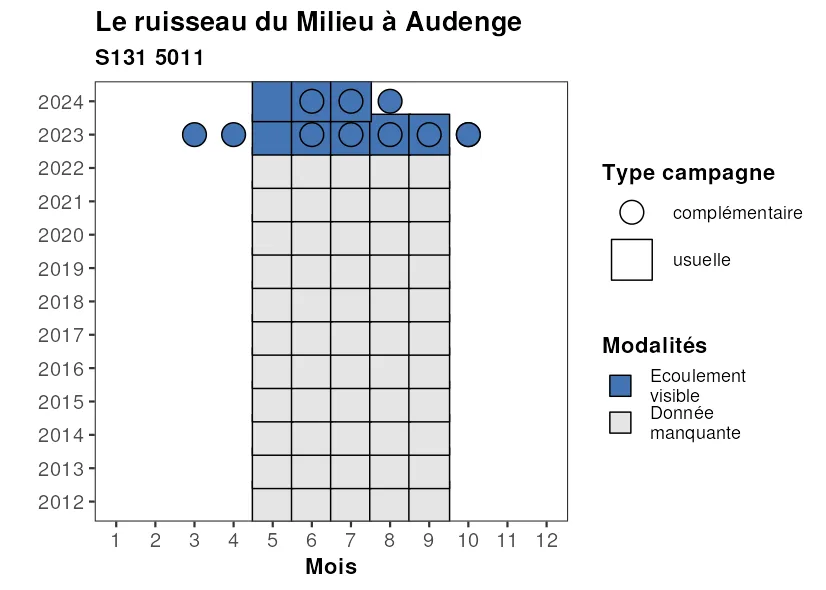 Le ruisseau du Milieu à Audenge
S131 5011
2024
2023
2022
2021
2020
2019
2018
2017
2016
2015
2014
2013
2012
1 2 3 4 5 6 7 8 9 10 11 12
Mois
Type campagne
complémentaire
usuelle
Modalités
Ecoulement
visible
Donnée
manquante